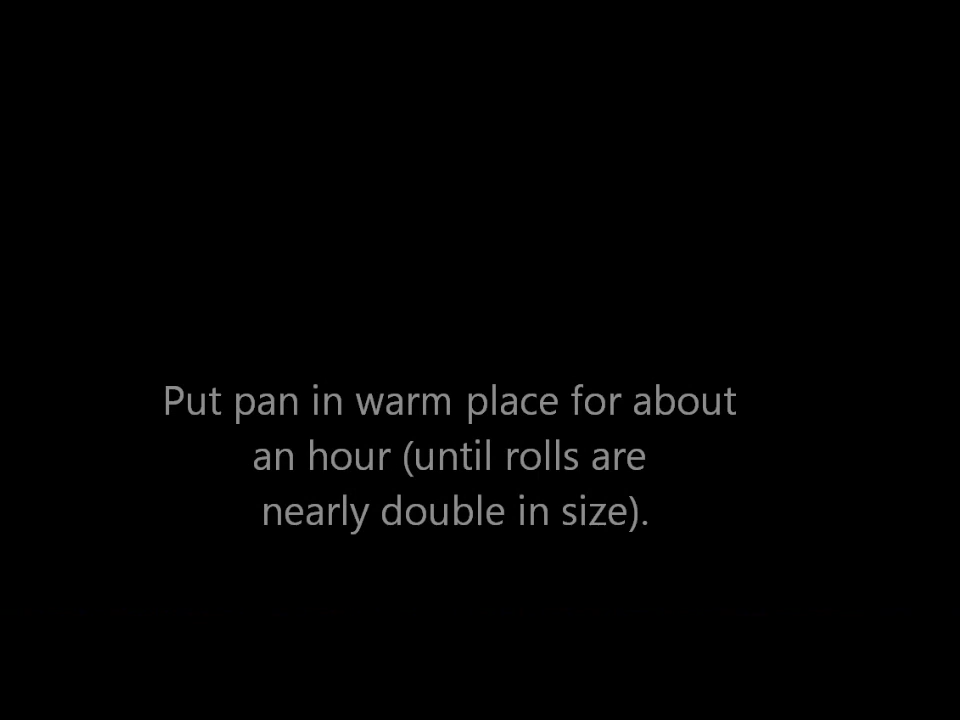 Put pan in warm place for about
an hour (until rolls are
nearly double in size).